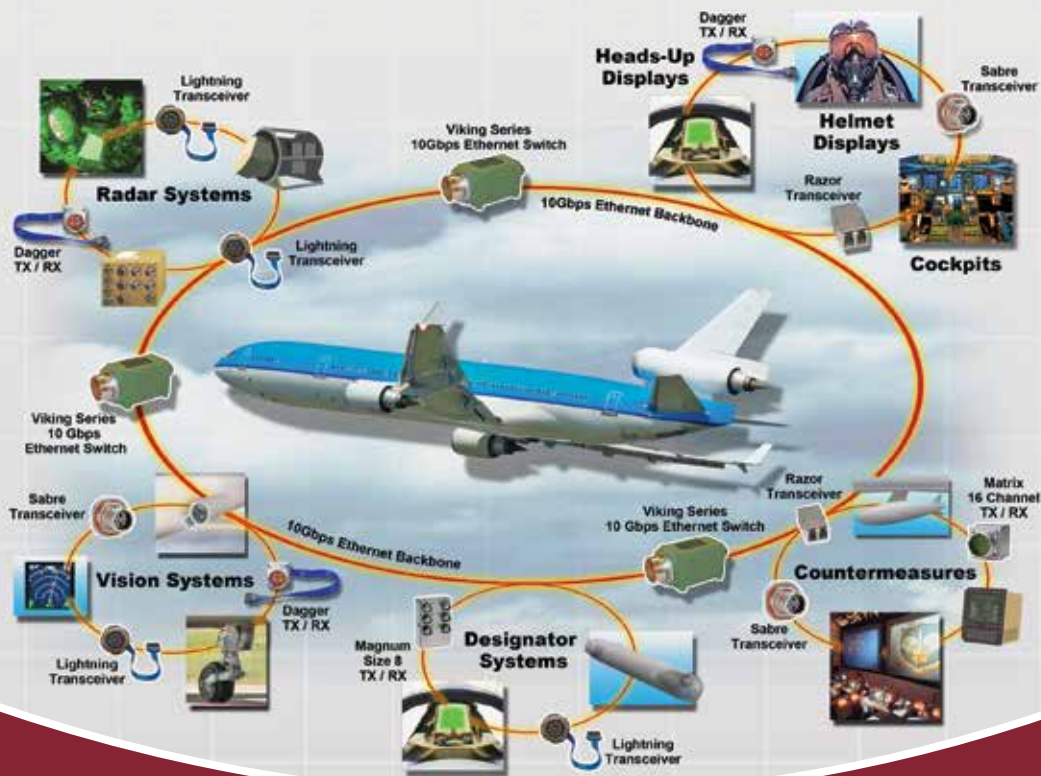 Dagger
TX / RX
Heads-Up
Displays
Lightning
Transceiver
Sabre
Transceiver
Helmet
Displays
Viking Series
10Gbps Ethernet Switch
Razor
Transceiver
Radar Systems
10Gbps Ethernet Backbone
Dagger
TX / RX
Lightning
Transceiver
Cockpits
Viking Series
10 Gbps
Ethernet Switch
Razor
Transceiver
Matrix
16 Channel
TX / RX
Sabre
Transceiver
Viking Series
10 Gbps Ethernet Switch
10Gbps Ethernet Backbone
Vision Systems
Countermeasures
Dagger
TX / RX
Sabre
Transceiver
Magnum
Size 8
TX / RX
Designator
Systems
Lightning
Transceiver
Lightning
Transceiver